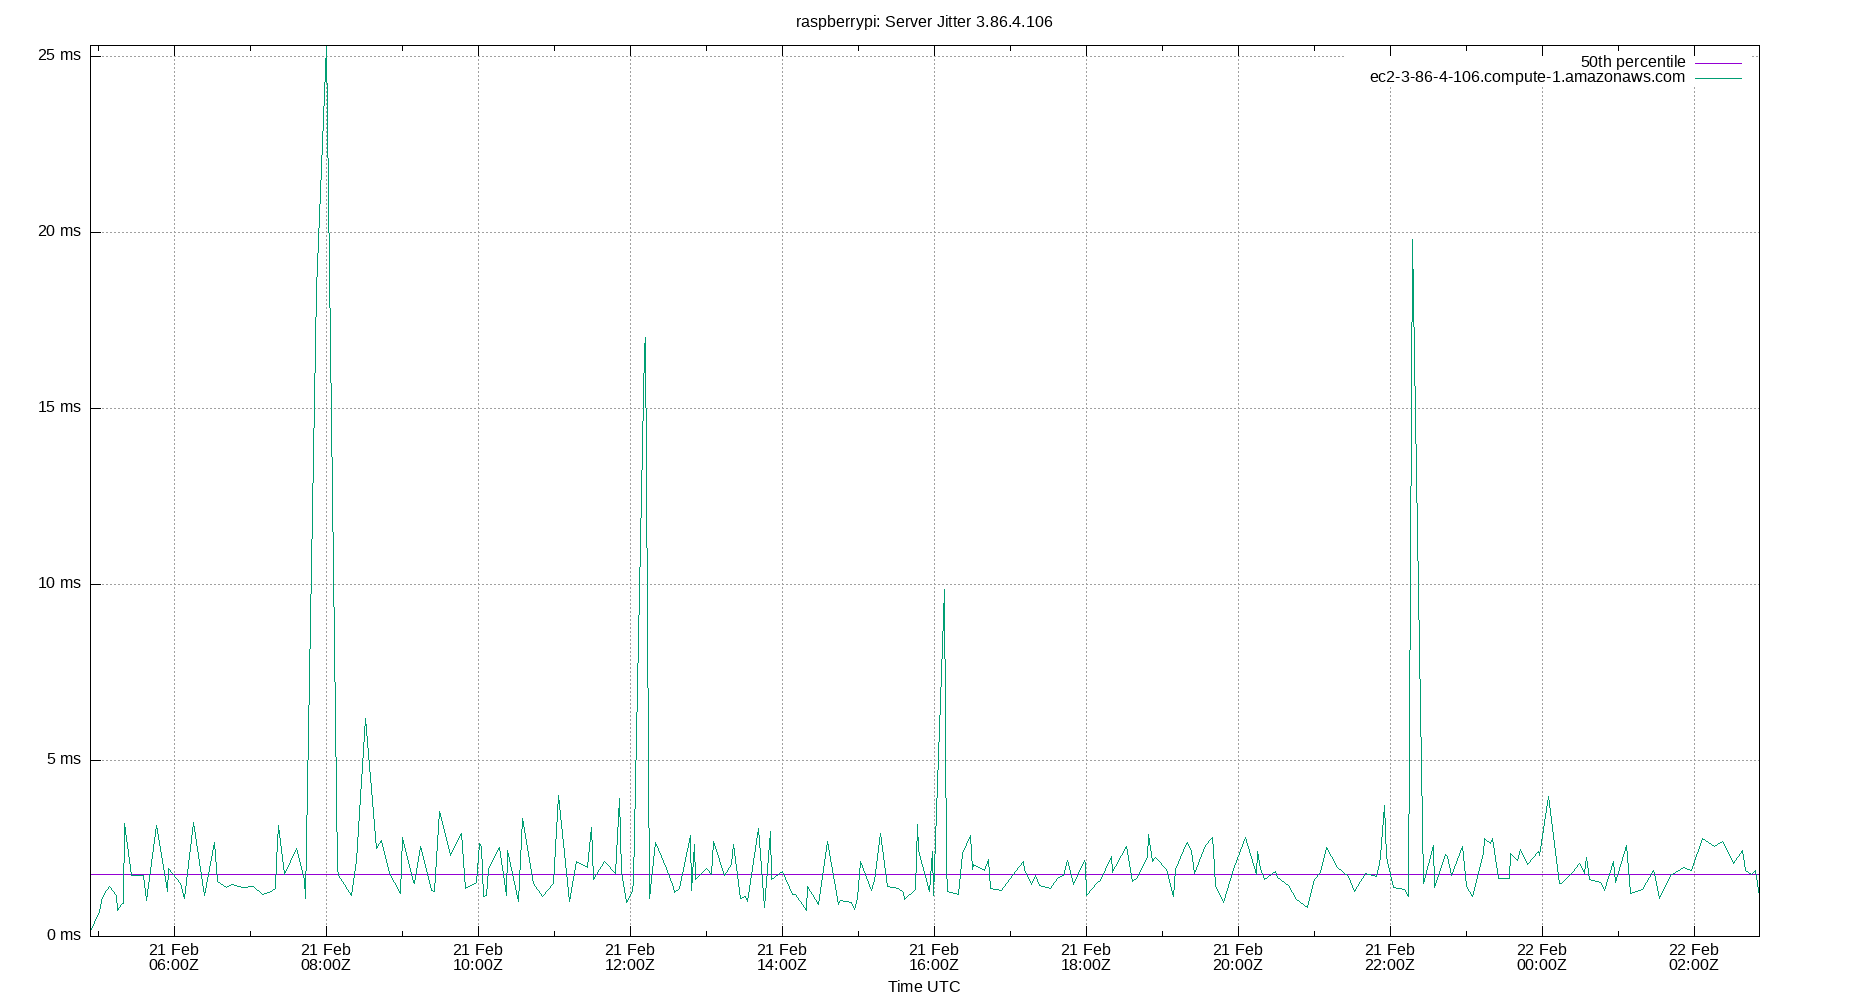 raspberrypi: Server Jitter 3.86.4.106
25 ms
20 ms
15 ms
10 ms
5 ms
0 ms
50th percentile
ec2-3-86-4-106.compute-1.amazonaws.com
21 Feb
06:00Z
21 Feb
08:00Z
21 Feb
10:00Z
21 Feb
12:00Z
21 Feb
14:00Z
21 Feb
16:00Z
21 Feb
18:00Z
21 Feb
20:00Z
21 Feb
22:00Z
22 Feb
00:00Z
22 Feb
02:00Z
Time UTC